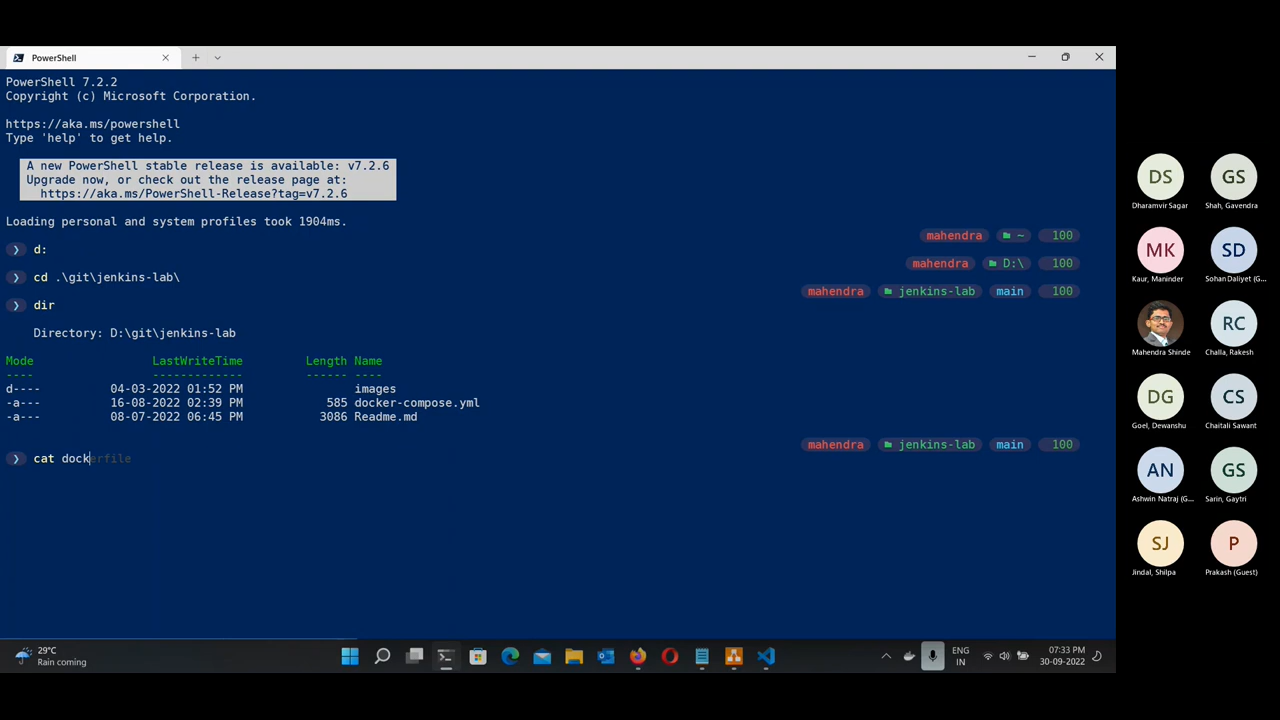 PowerShell
PowerShell 7.2.2
Copyright (c) Microsoft Corporation.
https://aka.ms/powershell
Type 'help' to get help.
A new PowerShell stable release is available: v7.2.6
Upgrade now, or check out the release page at:
https://aka.ms/PowerShell-Release?tag=v7.2.6
Loading personal and system profiles took 1904ms.
mahendra ~ 100
❯ d:
mahendra D:\ 100
❯ cd .\git\jenkins-lab\
mahendra jenkins-lab main 100
❯ dir
Directory: D:\git\jenkins-lab
Mode LastWriteTime Length Name
---- ------------- ------ ----
d---- 04-03-2022 01:52 PM images
-a--- 16-08-2022 02:39 PM 585 docker-compose.yml
-a--- 08-07-2022 06:45 PM 3086 Readme.md
mahendra jenkins-lab main 100
❯ cat dockerfile
29°C
Rain coming
ENG
IN
07:33 PM
30-09-2022
DS GS
Dharamvir Sagar Shah, Gavendra
MK SD
Kaur, Maninder Sohan Daliyet (G...
RC
Mahendra Shinde Challa, Rakesh
DG CS
Goel, Dewanshu Chaitali Sawant
AN GS
Ashwin Natraj (G... Sarin, Gaytri
SJ P
Jindal, Shilpa Prakash (Guest)